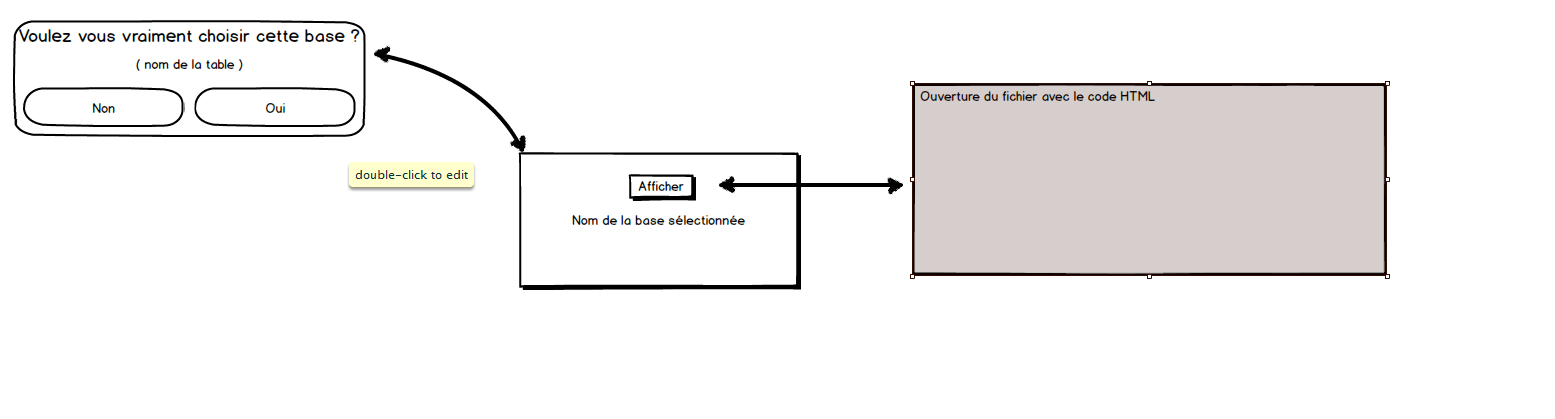 Voulez vous vraiment choisir cette base ?
( nom de la table )
Non
Oui
double-click to edit
Afficher
Nom de la base sélectionnée
Ouverture du fichier avec le code HTML